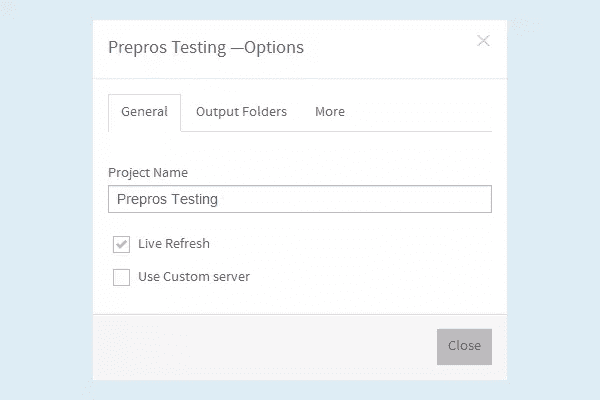 Prepros Testing —Options
General Output Folders More
Project Name
Prepros Testing
Live Refresh
Use Custom server
Close